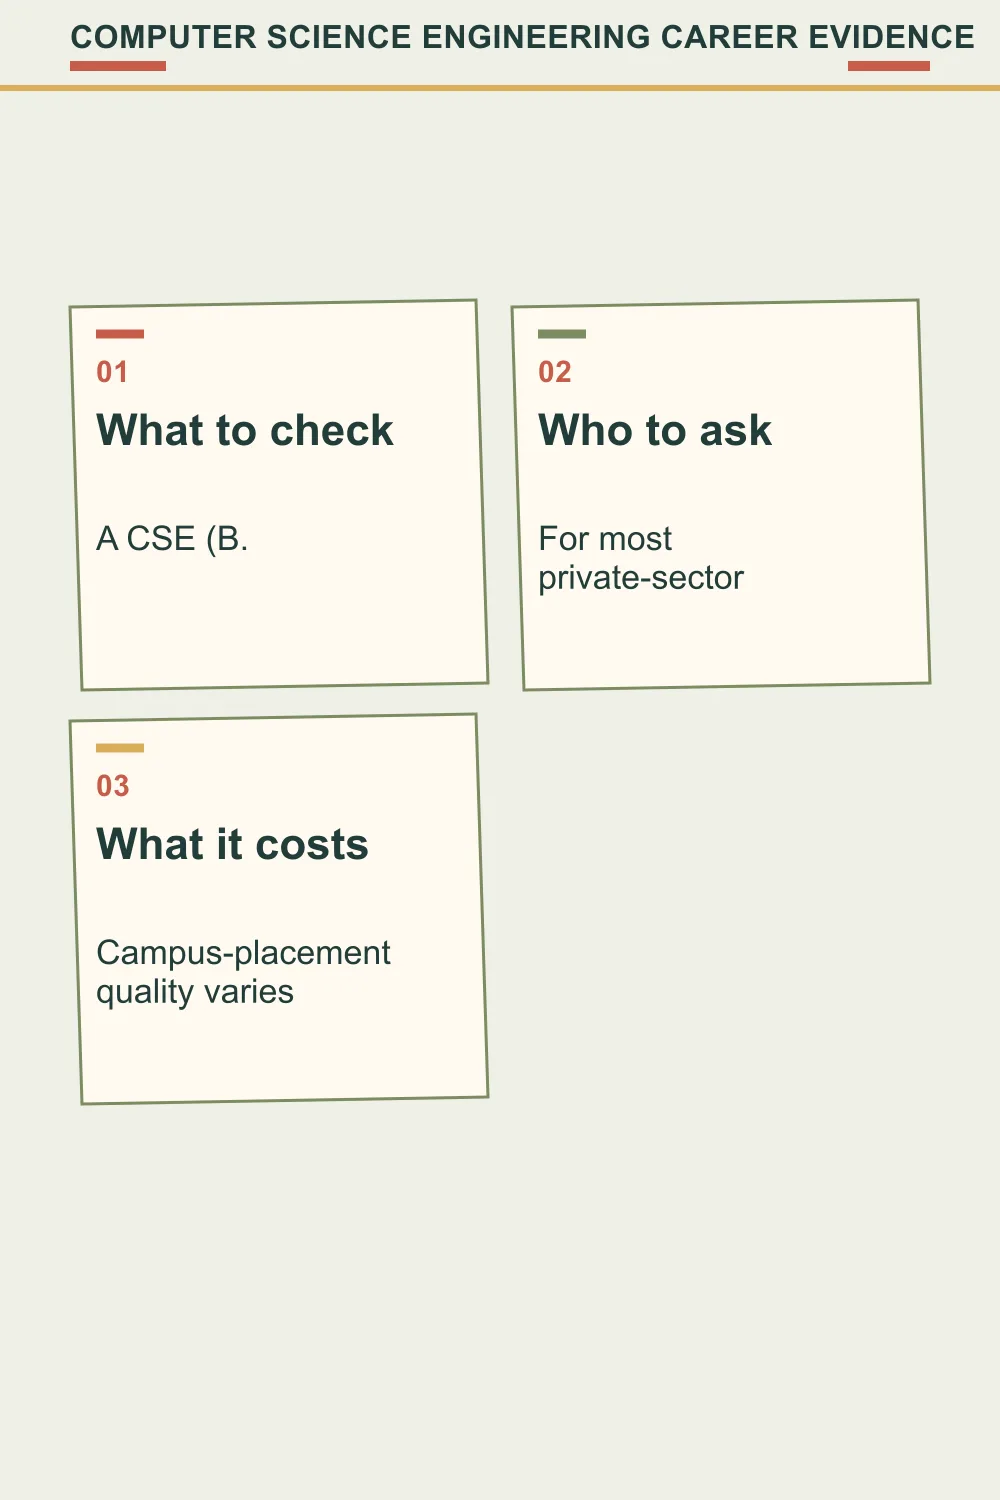 COMPUTER SCIENCE ENGINEERING CAREER EVIDENCE
01
What to check
A CSE (B.
02
Who to ask
For most
private-sector
03
What it costs
Campus-placement
quality varies